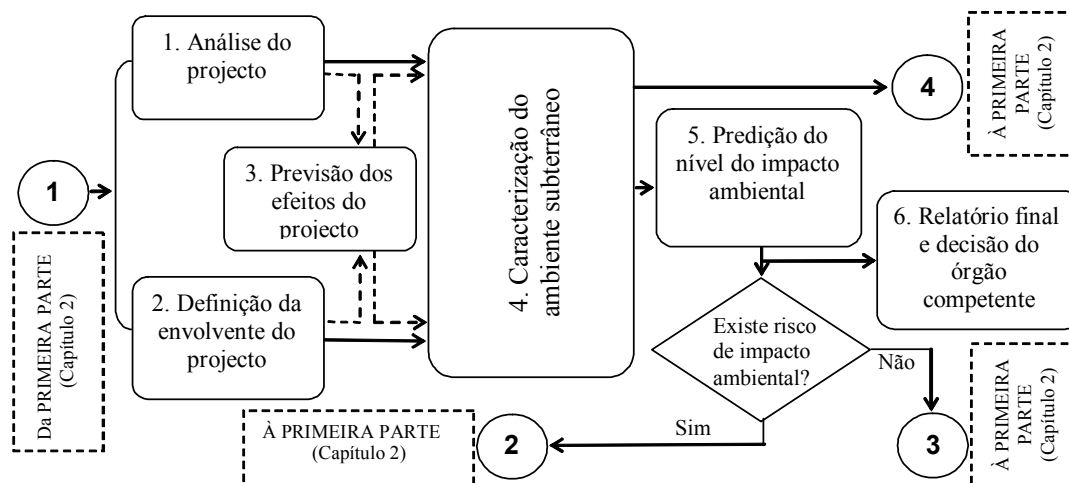 1
Da PRIMEIRA PARTE
(Capítulo 2)
1. Análise do
projecto
2. Definição da
envolvente do
projecto
3. Previsão dos
efeitos do
projecto
4. Caracterização do
ambiente subterrâneo
4
À PRIMEIRA
PARTE
(Capítulo 2)
5. Predição do
nível do impacto
ambiental
6. Relatório final
e decisão do
órgão
competente
Existe risco
de impacto
ambiental?
Não
Sim
À PRIMEIRA PARTE
(Capítulo 2)
2
3
À PRIMEIRA
PARTE
(Capítulo 2)